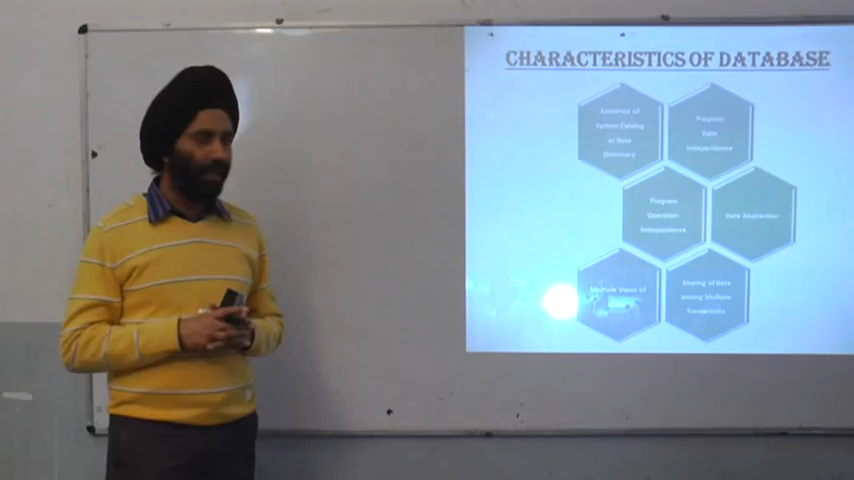 CHARACTERISTICS OF DATABASE
Existence of
System Catalog
or Data
Dictionary
Program
Data
Independence
Program
Operation
Independence
Data Abstraction
Multiple Views of
Sharing of Data
among Multiple
Transactions